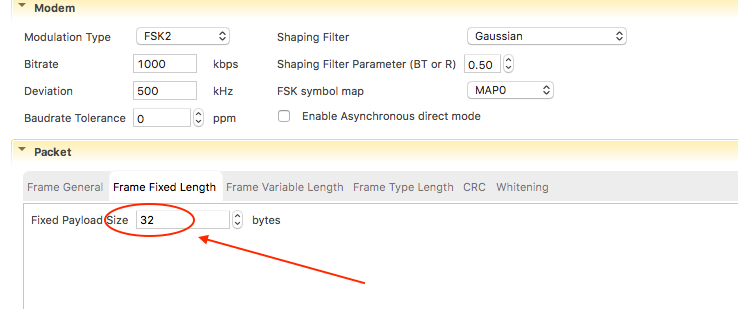 Modem
Modulation Type FSK2 Shaping Filter Gaussian
Bitrate 1000 kbps Shaping Filter Parameter (BT or R) 0.50
Deviation 500 kHz FSK symbol map MAP0
Baudrate Tolerance 0 ppm Enable Asynchronous direct mode
Packet
Frame General Frame Fixed Length Frame Variable Length Frame Type Length CRC Whitening
Fixed Payload Size 32 bytes